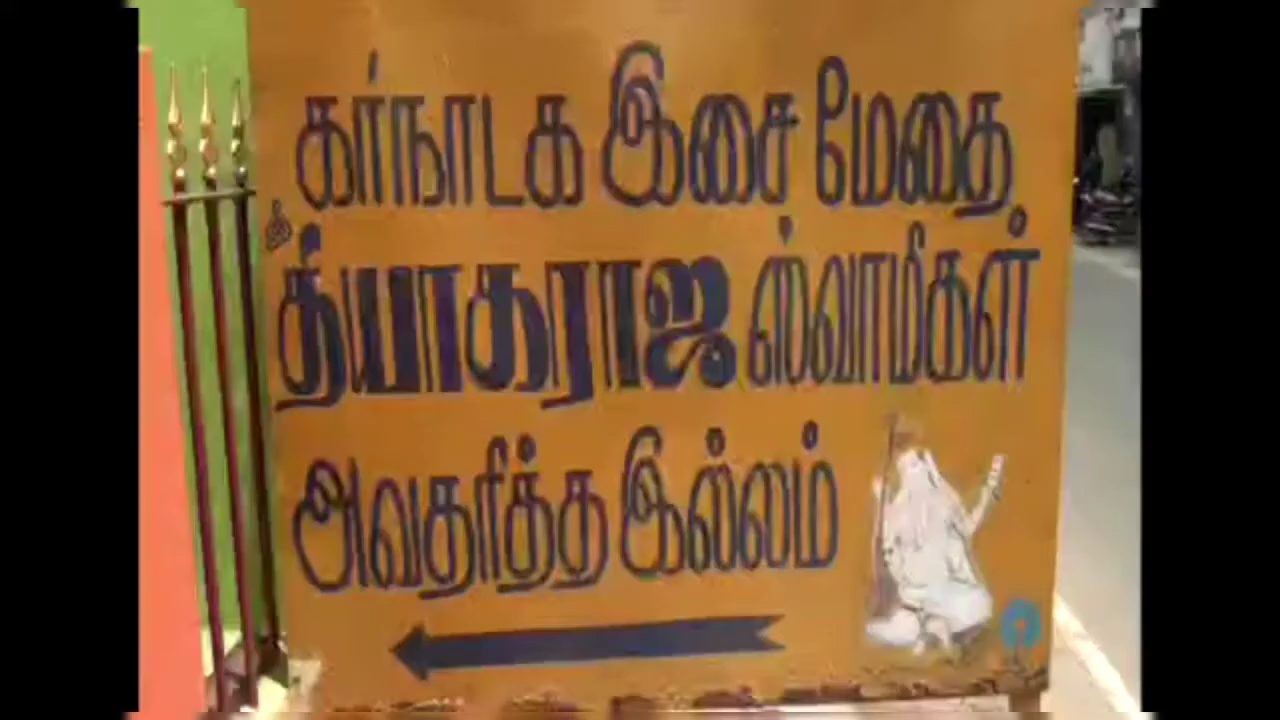 கர்நாடக இசை மேதை
ஸ்ரீ தியாகராஜ ஸ்வாமிகள்
அவதரித்த இல்லம்